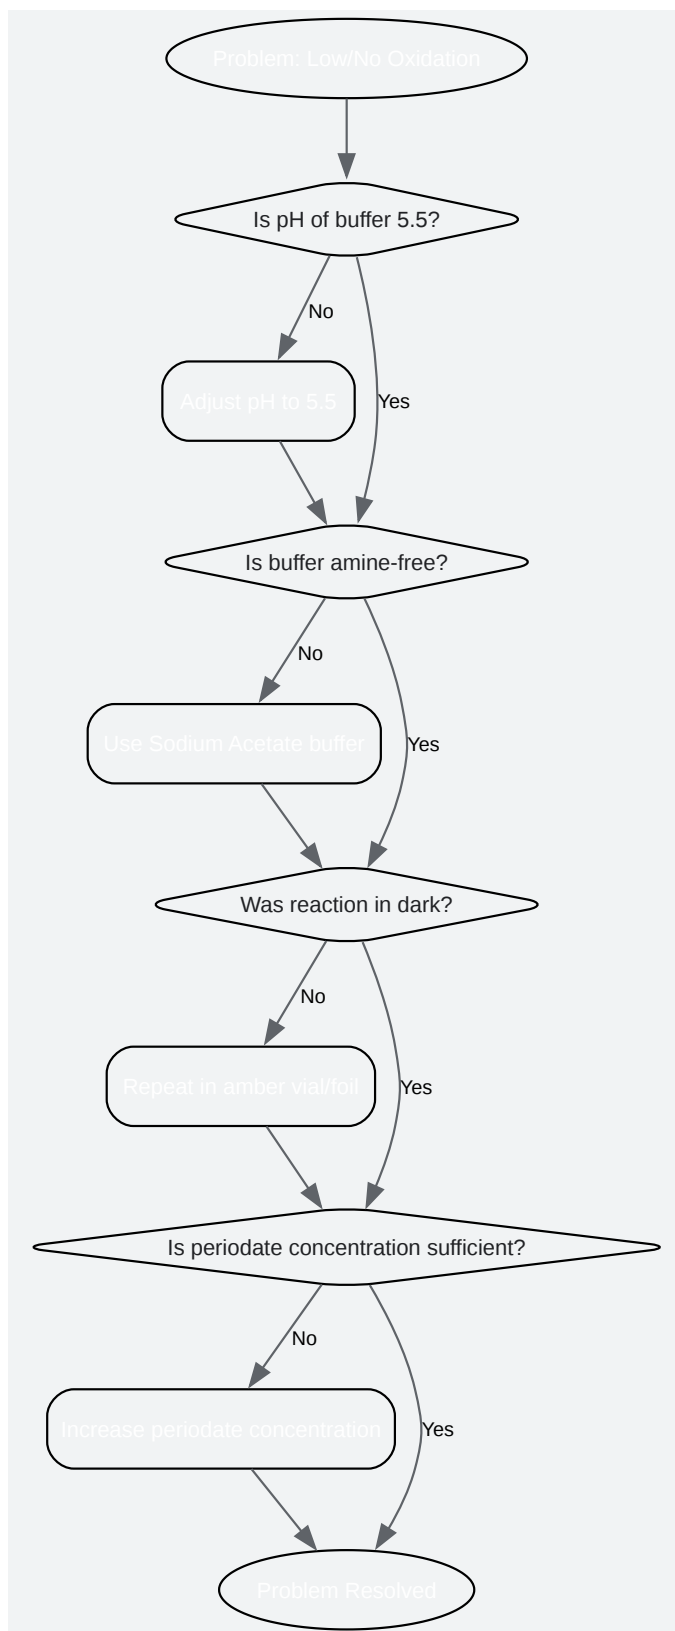 Problem: Low/No Oxidation
Is pH of buffer 5.5?
No
Adjust pH to 5.5
Yes
Is buffer amine-free?
No
Use Sodium Acetate buffer
Yes
Was reaction in dark?
No
Repeat in amber vial/foil
Yes
Is periodate concentration sufficient?
No
Increase periodate concentration
Yes
Problem Resolved